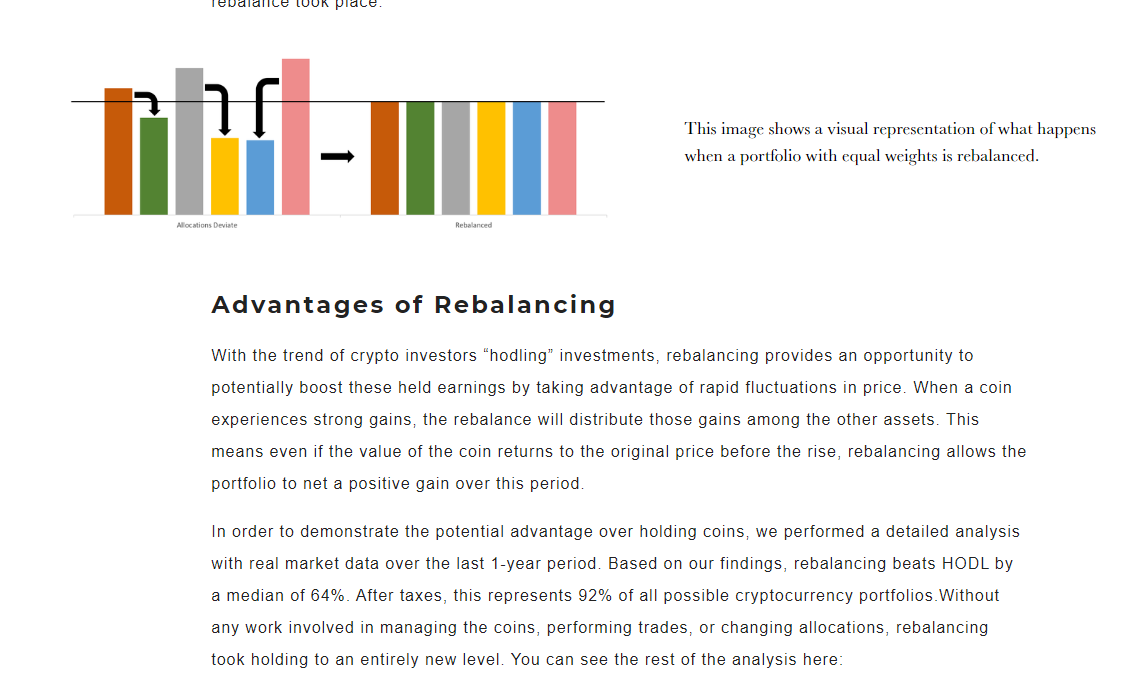 rebalance took place.
This image shows a visual representation of what happens
when a portfolio with equal weights is rebalanced.
Allocations Deviate
Rebalanced
Advantages of Rebalancing
With the trend of crypto investors “hodling” investments, rebalancing provides an opportunity to
potentially boost these held earnings by taking advantage of rapid fluctuations in price. When a coin
experiences strong gains, the rebalance will distribute those gains among the other assets. This
means even if the value of the coin returns to the original price before the rise, rebalancing allows the
portfolio to net a positive gain over this period.
In order to demonstrate the potential advantage over holding coins, we performed a detailed analysis
with real market data over the last 1-year period. Based on our findings, rebalancing beats HODL by
a median of 64%. After taxes, this represents 92% of all possible cryptocurrency portfolios.Without
any work involved in managing the coins, performing trades, or changing allocations, rebalancing
took holding to an entirely new level. You can see the rest of the analysis here: